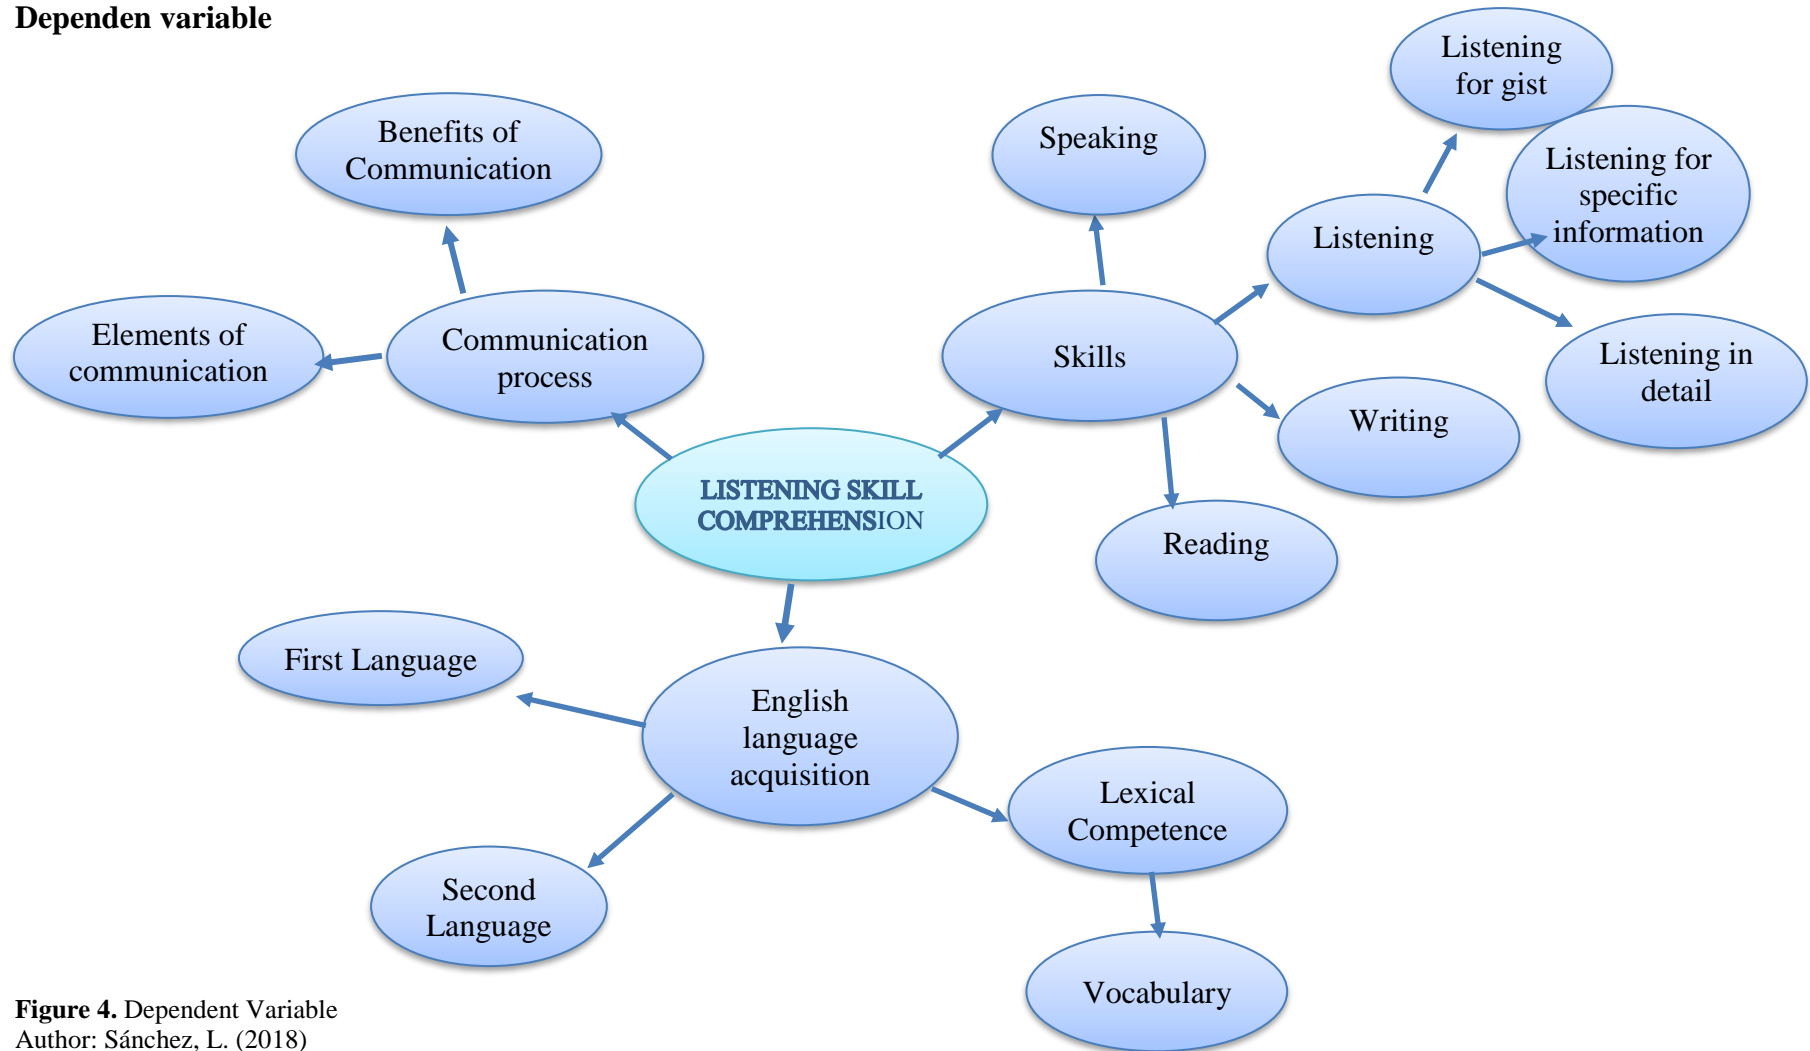 Dependen variable
Listening
for gist
Benefits of
Communication
Speaking
Listening for
specific
information
Listening
Elements of
communication
Communication
process
Skills
Listening in
detail
Writing
LISTENING SKILL
COMPREHENSION
Reading
First Language
English
language
acquisition
Lexical
Competence
Second
Language
Vocabulary
Figure 4. Dependent Variable
Author: Sánchez, L. (2018)